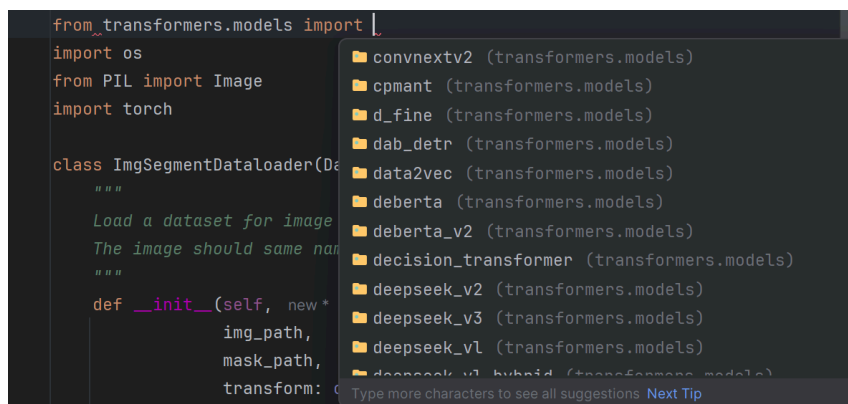 from transformers.models import
import os
from PIL import Image
import torch
class ImgSegmentDataloader(Da
"""
Load a dataset for image
The image should same nam
"""
def __init__(self, new *
img_path,
mask_path,
transform:
convnextv2 (transformers.models)
cpmant (transformers.models)
d_fine (transformers.models)
dab_detr (transformers.models)
data2vec (transformers.models)
deberta (transformers.models)
deberta_v2 (transformers.models)
decision_transformer (transformers.models)
deepseek_v2 (transformers.models)
deepseek_v3 (transformers.models)
deepseek_vl (transformers.models)
deepseek_vl_hybrid (transformers.models)
Type more characters to see all suggestions Next Tip